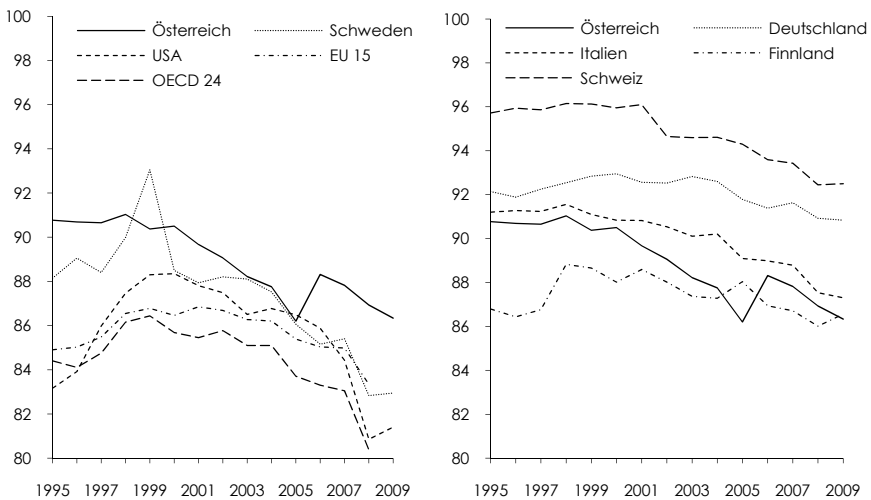 100
98
96
94
92
90
88
86
84
82
80
Österreich Schweden
USA EU 15
OECD 24
1995 1997 1999 2001 2003 2005 2007 2009
100
98
96
94
92
90
88
86
84
82
80
Österreich Deutschland
Italien Finnland
Schweiz
1995 1997 1999 2001 2003 2005 2007 2009